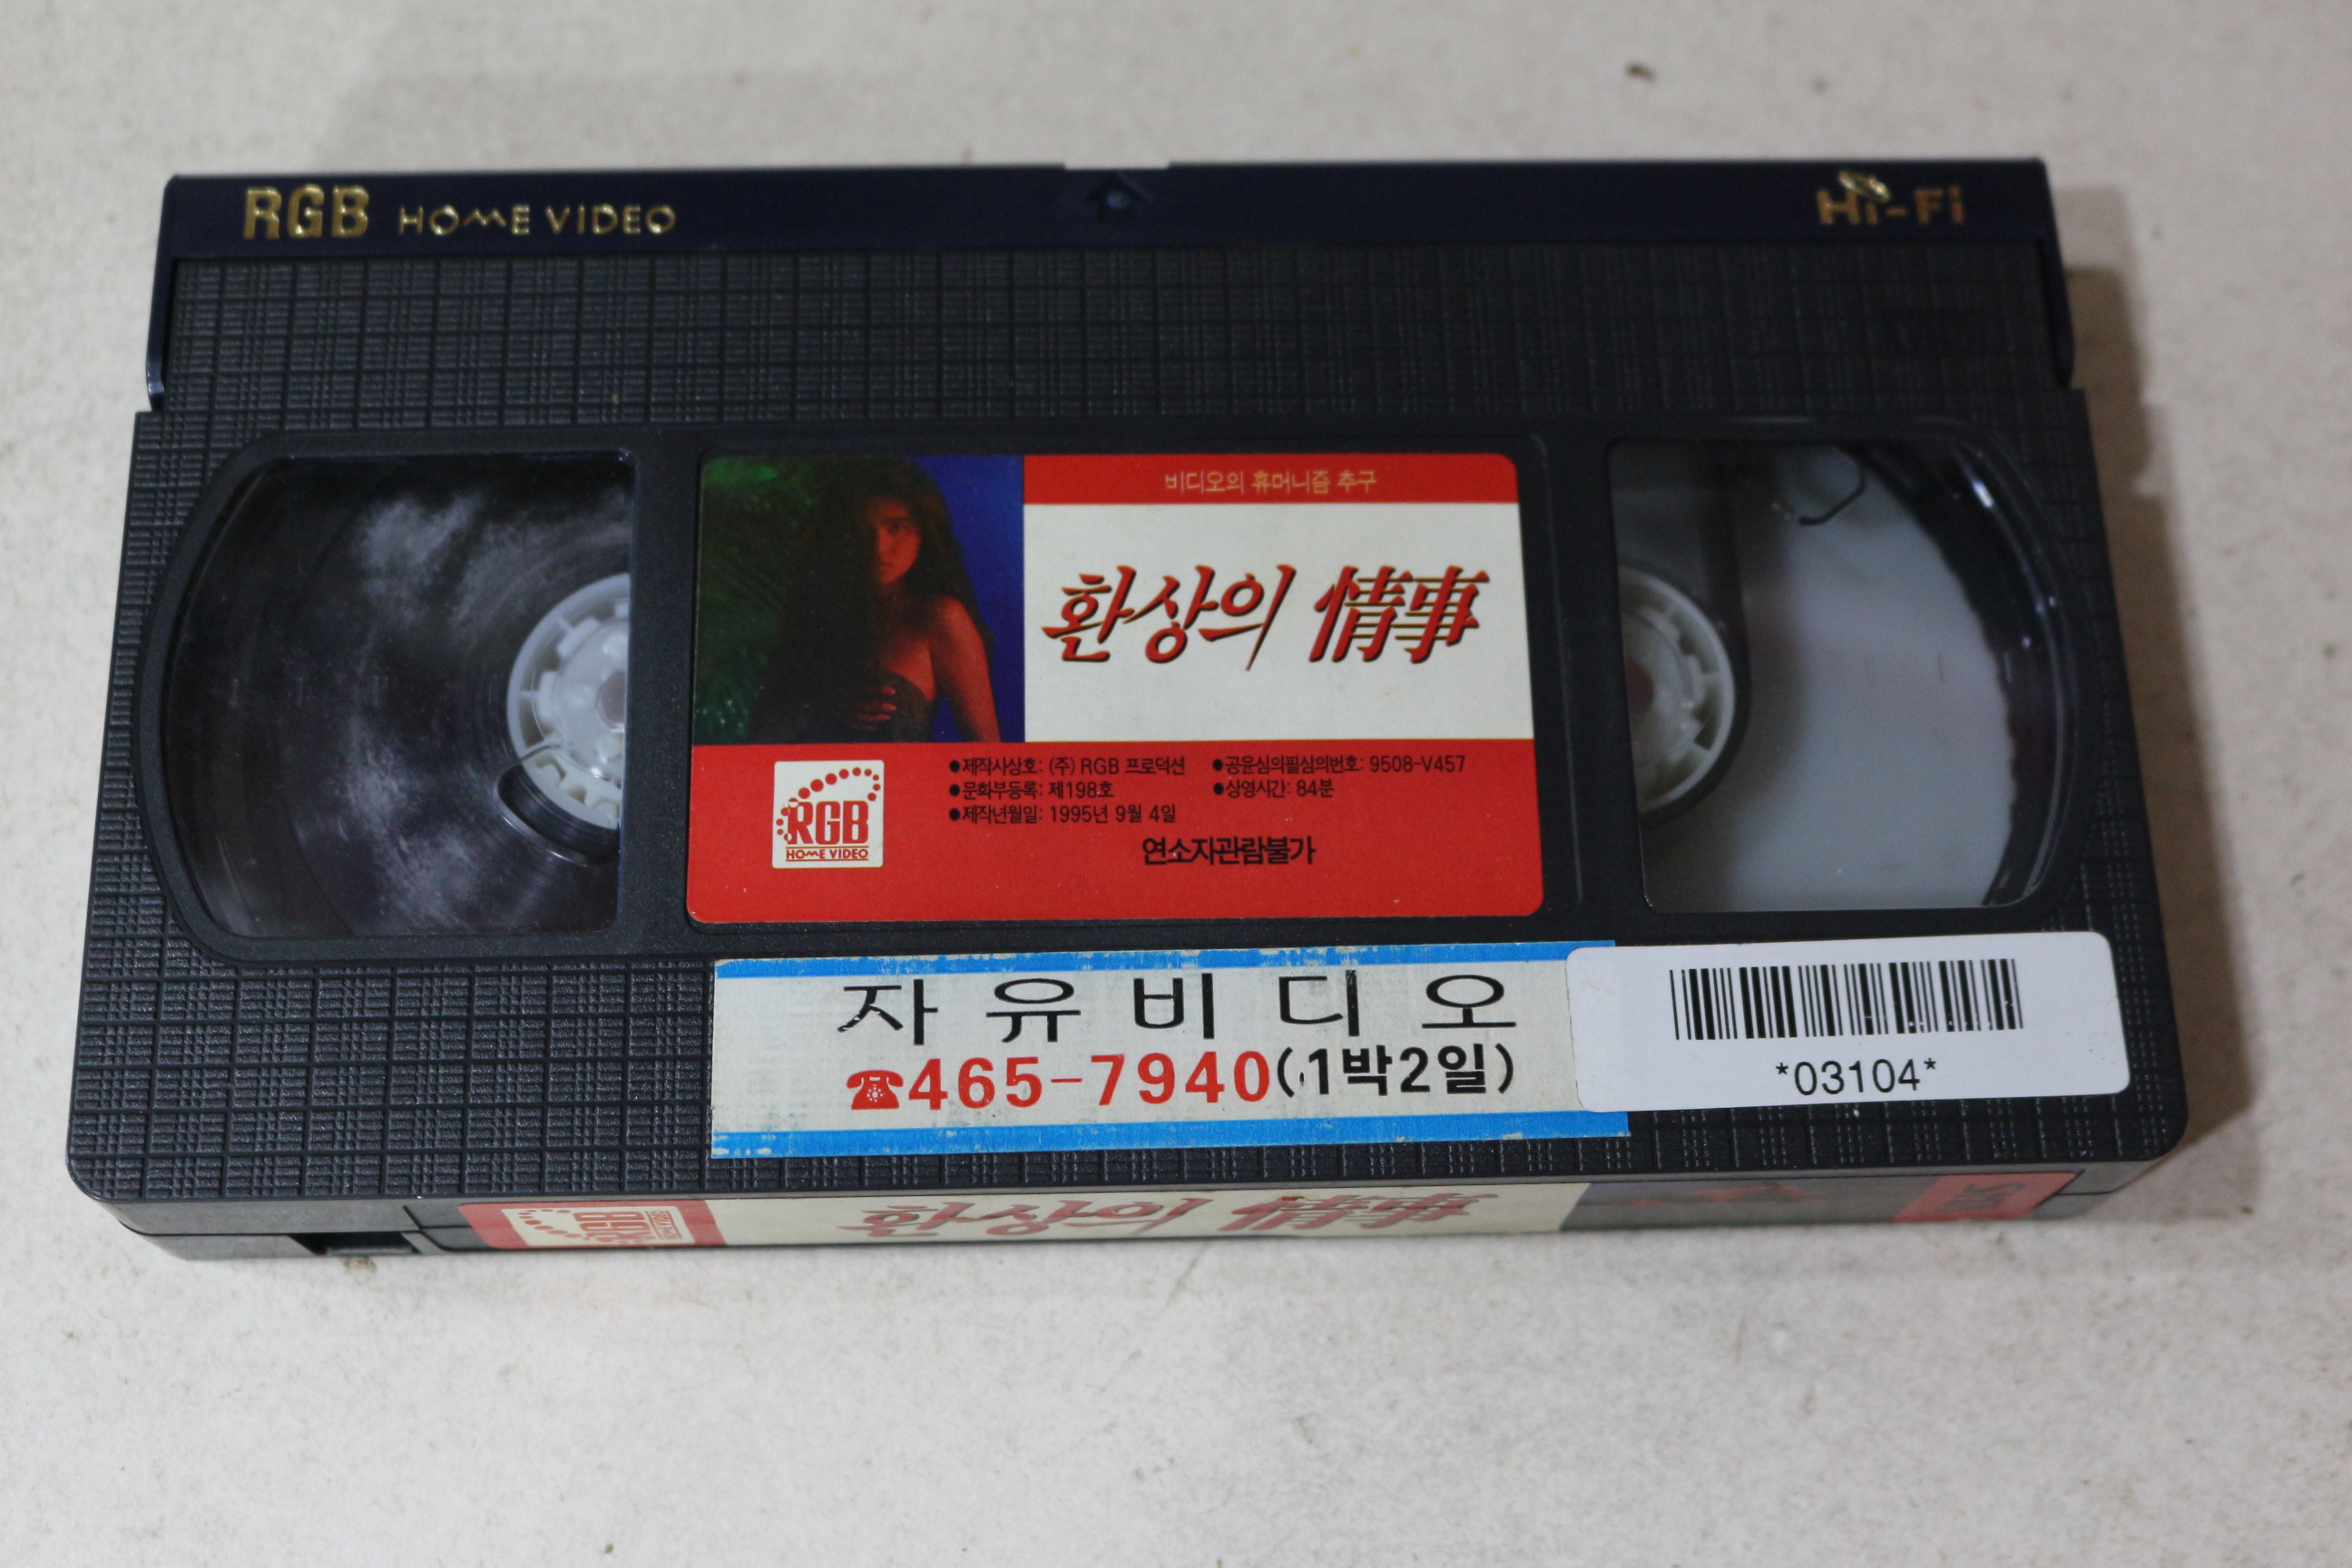 RGB HOME VIDEO
Hi-Fi
비디오의 휴머니즘 추구
환상의 情事
●제작사상호: (주) RGB 프로덕션
●문화부등록: 제198호
●제작년월일: 1995년 9월 4일
●공윤심의필심의번호: 9508-V457
●상영시간: 84분
연소자관람불가
RGB
HOME VIDEO
자유비디오
☎465-7940(1박2일)
*03104*
환상의 情事
RGB